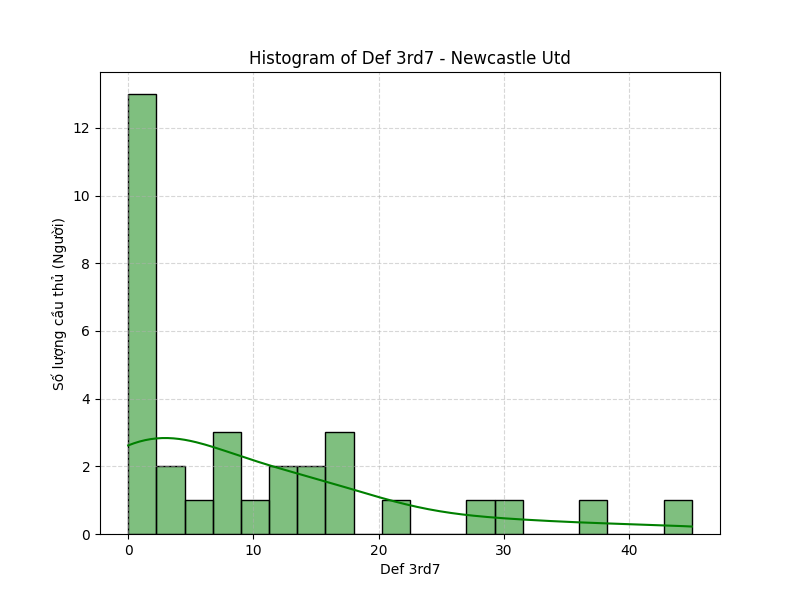 Histogram of Def 3rd7 - Newcastle Utd
Số lượng cầu thủ (Người)
12
10
8
6
4
2
0
0 10 20 30 40
Def 3rd7